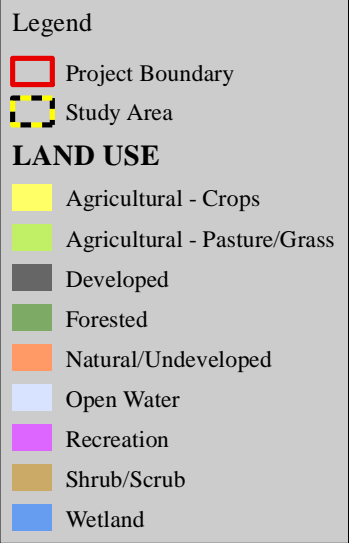 Legend
Project Boundary
Study Area
LAND USE
Agricultural - Crops
Agricultural - Pasture/Grass
Developed
Forested
Natural/Undeveloped
Open Water
Recreation
Shrub/Scrub
Wetland